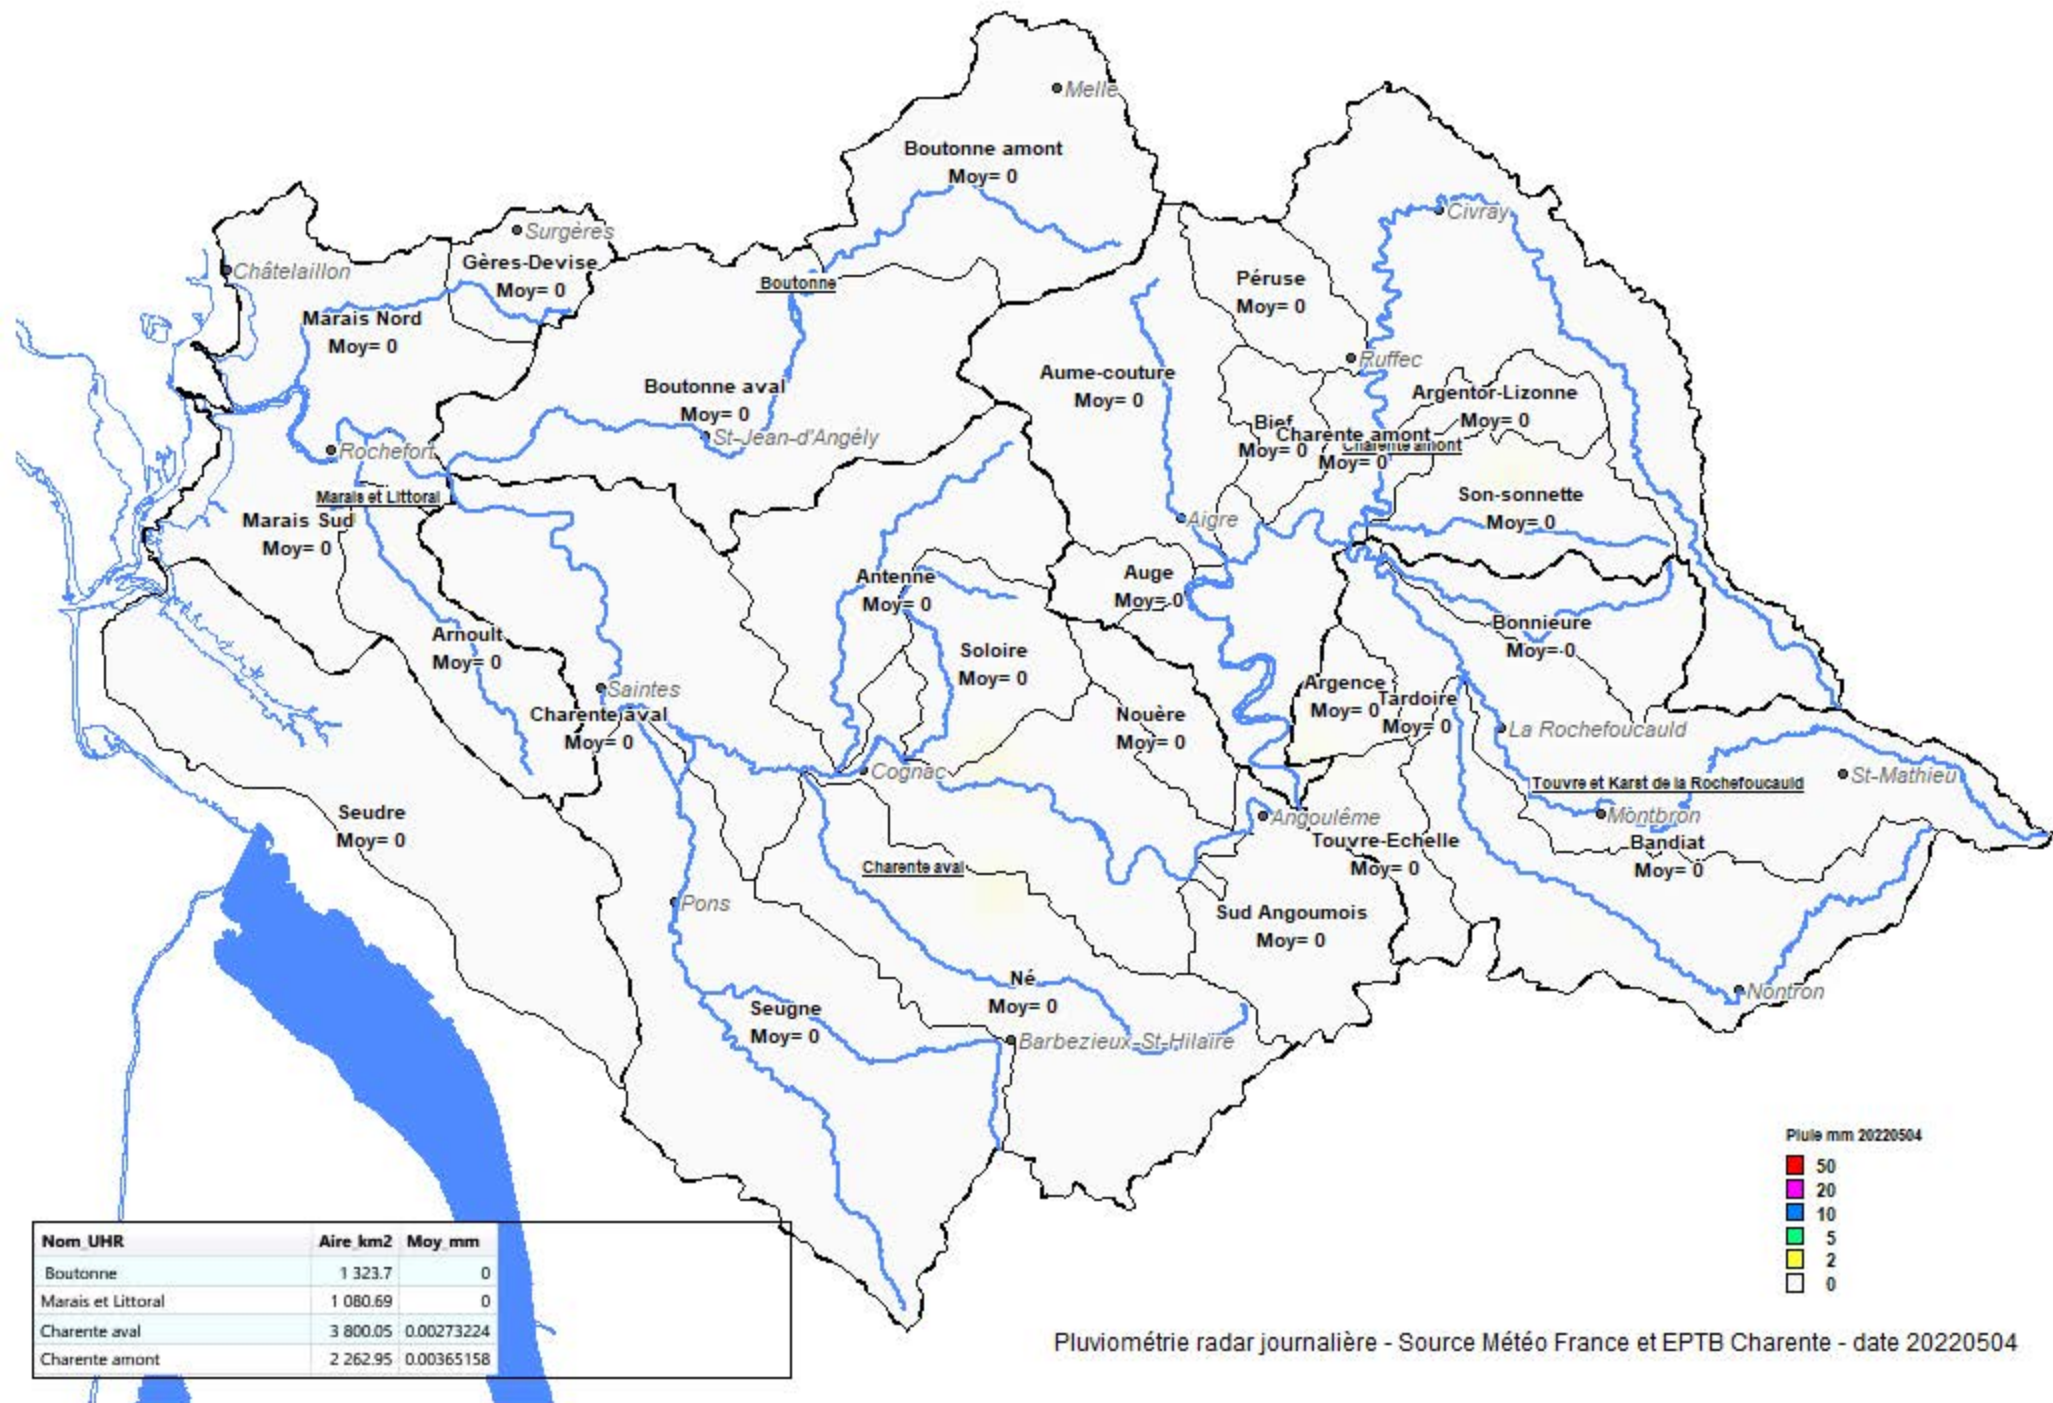 Melle
Boutonne amont
Moy= 0
Civray
Surgères
Gères-Devise
Moy= 0
Châtelaillon
Boutonne
Péruse
Moy= 0
Marais Nord
Moy= 0
Ruffec
Aume-couture
Moy= 0
Boutonne aval
Moy= 0
Argentor-Lizonne
Moy= 0
St-Jean-d'Angély
Bief
Moy= 0
Charente amont
Moy= 0
Charente amont
Rochefort
Marais et Littoral
Marais Sud
Moy= 0
Son-sonnette
Moy= 0
Aigre
Antenne
Moy= 0
Auge
Moy= 0
Bonnieure
Moy= 0
Arnoult
Moy= 0
Soloire
Moy= 0
Saintes
Argence
Moy= 0
Tardoire
Moy= 0
Charente aval
Moy= 0
Nouère
Moy= 0
La Rochefoucauld
Cognac
Touvre et Karst de la Rochefoucauld
St-Mathieu
Seudre
Moy= 0
Angoulême
Montbron
Touvre-Echelle
Moy= 0
Bandiat
Moy= 0
Charente aval
Pons
Sud Angoumois
Moy= 0
Né
Moy= 0
Nontron
Seugne
Moy= 0
Barbezieux-St-Hilaire
Pluie mm 20220504
50
20
10
5
2
0
Nom_UHR Aire_km2 Moy_mm
Boutonne 1 323.7 0
Marais et Littoral 1 080.69 0
Charente aval 3 800.05 0.00273224
Charente amont 2 262.95 0.00365158
Pluviométrie radar journalière - Source Météo France et EPTB Charente - date 20220504